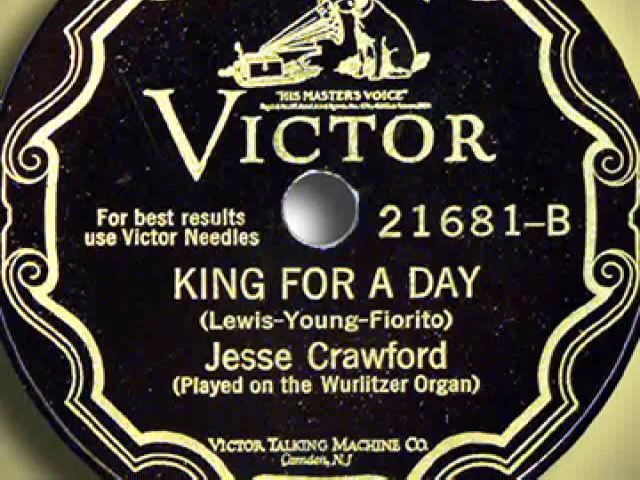 "HIS MASTER'S VOICE"
VICTOR
For best results
use Victor Needles
21681-B
KING FOR A DAY
(Lewis-Young-Fiorito)
Jesse Crawford
(Played on the Wurlitzer Organ)
VICTOR TALKING MACHINE CO.
Camden, N.J.